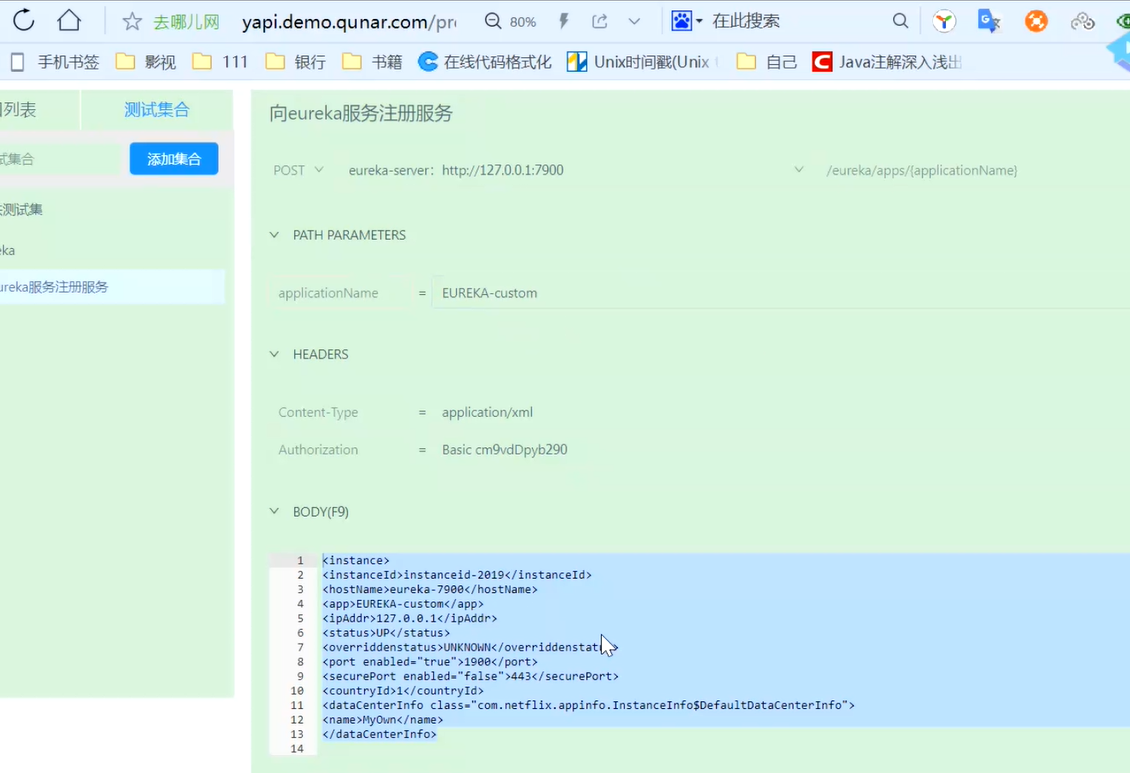 去哪儿网 yapi.demo.qunar.com/pr 80% 在此搜索
手机书签 影视 111 银行 书籍 在线代码格式化 Unix时间戳(Unix 自己 Java注解深入浅出
列表 测试集合
试集合 添加集合
测试集
eka
ureka服务注册服务
向eureka服务注册服务
POST eureka-server：http://127.0.0.1:7900 /eureka/apps/{applicationName}
PATH PARAMETERS
applicationName = EUREKA-custom
HEADERS
Content-Type = application/xml
Authorization = Basic cm9vdDpyb290
BODY(F9)
1 <instance>
2 <instanceId>instanceid-2019</instanceId>
3 <hostName>eureka-7900</hostName>
4 <app>EUREKA-custom</app>
5 <ipAddr>127.0.0.1</ipAddr>
6 <status>UP</status>
7 <overriddenstatus>UNKNOWN</overriddenstatus>
8 <port enabled="true">1900</port>
9 <securePort enabled="false">443</securePort>
10 <countryId>1</countryId>
11 <dataCenterInfo class="com.netflix.appinfo.InstanceInfo$DefaultDataCenterInfo">
12 <name>MyOwn</name>
13 </dataCenterInfo>
14